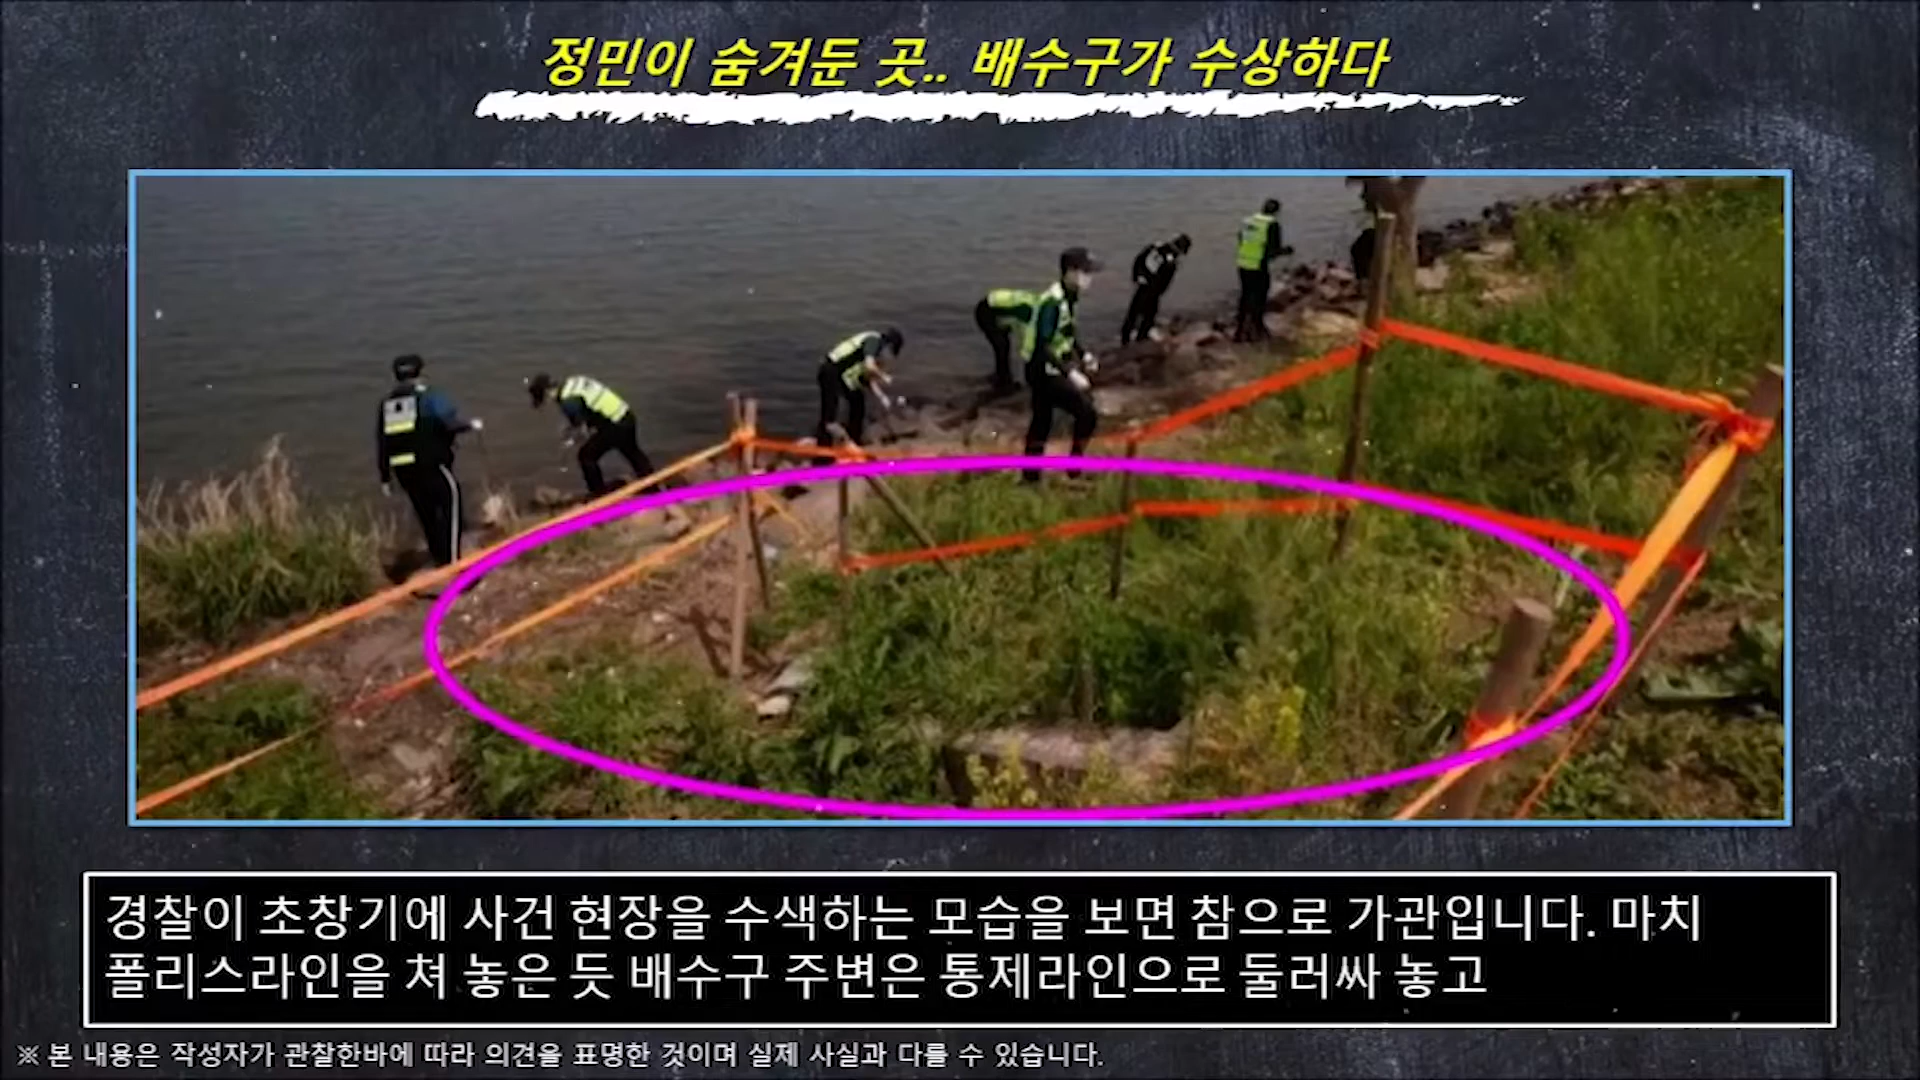 정민이 숨겨둔 곳.. 배수구가 수상하다
경찰이 초창기에 사건 현장을 수색하는 모습을 보면 참으로 가관입니다. 마치
폴리스라인을 쳐 놓은 듯 배수구 주변은 통제라인으로 둘러싸 놓고
※ 본 내용은 작성자가 관찰한바에 따라 의견을 표명한 것이며 실제 사실과 다를 수 있습니다.